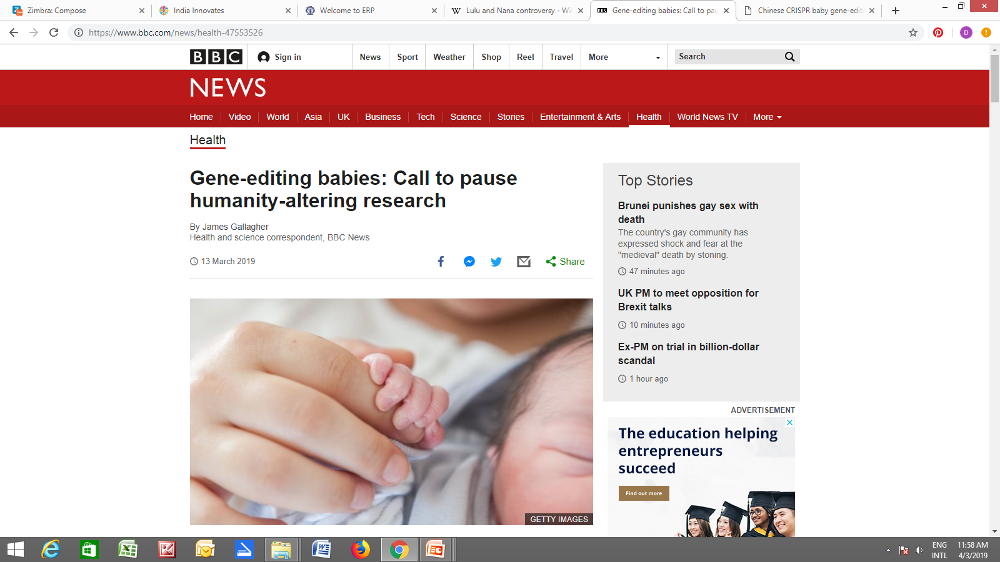 Zimbra: Compose
India Innovates
Welcome to ERP
Lulu and Nana controversy - Wi
Gene-editing babies: Call to pau
Chinese CRISPR baby gene-edit
https://www.bbc.com/news/health-47553526
D
BBC
Sign in
News
Sport
Weather
Shop
Reel
Travel
More
Search
NEWS
Home
Video
World
Asia
UK
Business
Tech
Science
Stories
Entertainment & Arts
Health
World News TV
More
Health
Gene-editing babies: Call to pause
humanity-altering research
By James Gallagher
Health and science correspondent, BBC News
13 March 2019
Share
GETTY IMAGES
Top Stories
Brunei punishes gay sex with
death
The country's gay community has
expressed shock and fear at the
"medieval" death by stoning.
47 minutes ago
UK PM to meet opposition for
Brexit talks
10 minutes ago
Ex-PM on trial in billion-dollar
scandal
1 hour ago
ADVERTISEMENT
The education helping
entrepreneurs
succeed
Find out more
ENG
INTL
11:58 AM
4/3/2019